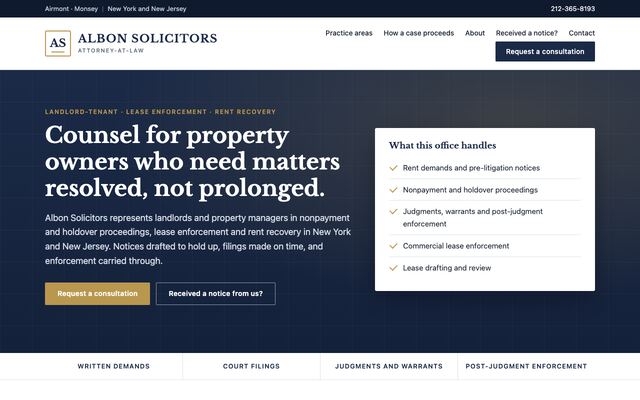 Airmont · Monsey | New York and New Jersey
212-365-8193
AS
ALBON SOLICITORS
ATTORNEY-AT-LAW
Practice areas
How a case proceeds
About
Received a notice?
Contact
Request a consultation
LANDLORD-TENANT · LEASE ENFORCEMENT · RENT RECOVERY
Counsel for property
owners who need matters
resolved, not prolonged.
Albon Solicitors represents landlords and property managers in nonpayment
and holdover proceedings, lease enforcement and rent recovery in New York
and New Jersey. Notices drafted to hold up, filings made on time, and
enforcement carried through.
Request a consultation
Received a notice from us?
What this office handles
Rent demands and pre-litigation notices
Nonpayment and holdover proceedings
Judgments, warrants and post-judgment
enforcement
Commercial lease enforcement
Lease drafting and review
WRITTEN DEMANDS
COURT FILINGS
JUDGMENTS AND WARRANTS
POST-JUDGMENT ENFORCEMENT